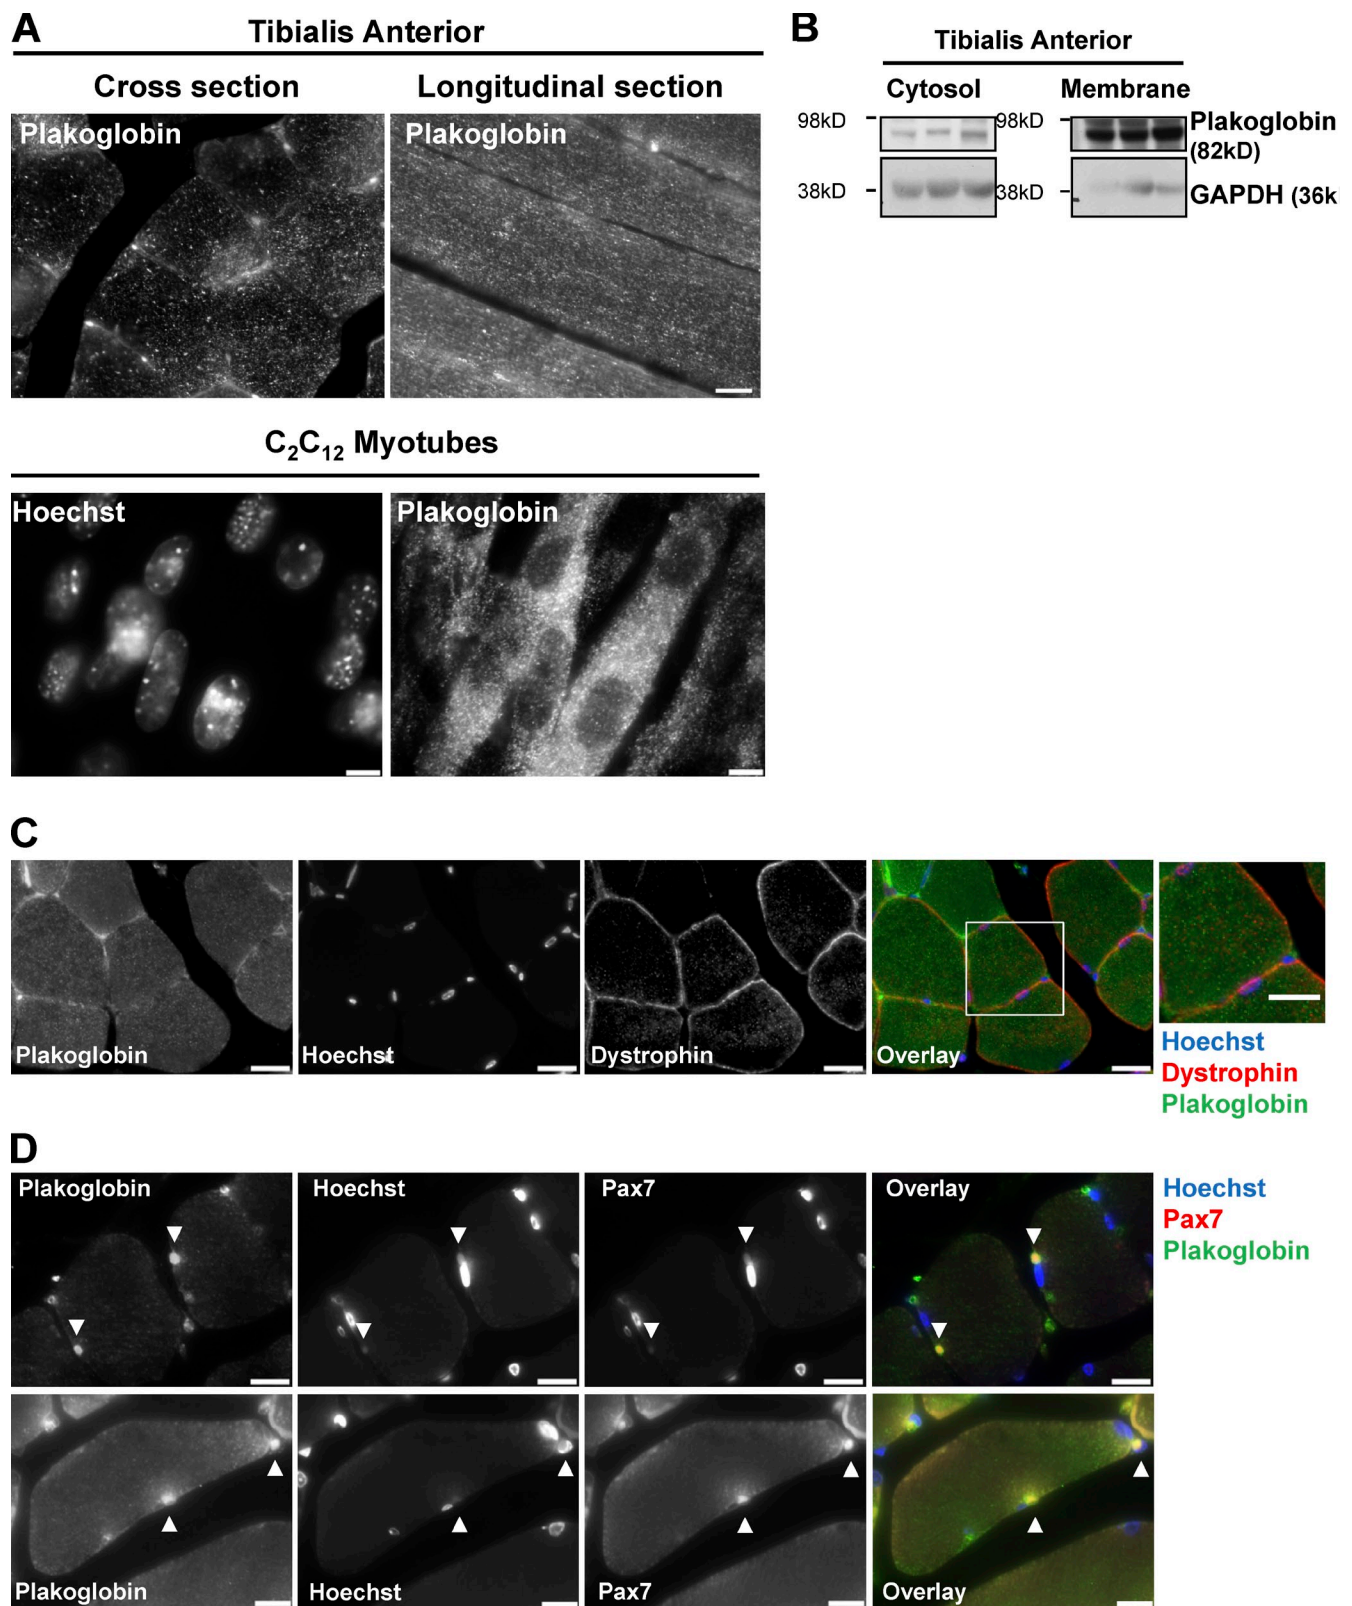 A
Tibialis Anterior
Cross section
Longitudinal section
Plakoglobin
Plakoglobin
C2C12 Myotubes
Hoechst
Plakoglobin
B
Tibialis Anterior
Cytosol
Membrane
98kD
98kD
Plakoglobin
(82kD)
38kD
38kD
GAPDH (36k
C
Plakoglobin
Hoechst
Dystrophin
Overlay
Hoechst
Dystrophin
Plakoglobin
D
Plakoglobin
Hoechst
Pax7
Overlay
Hoechst
Pax7
Plakoglobin
Plakoglobin
Hoechst
Pax7
Overlay